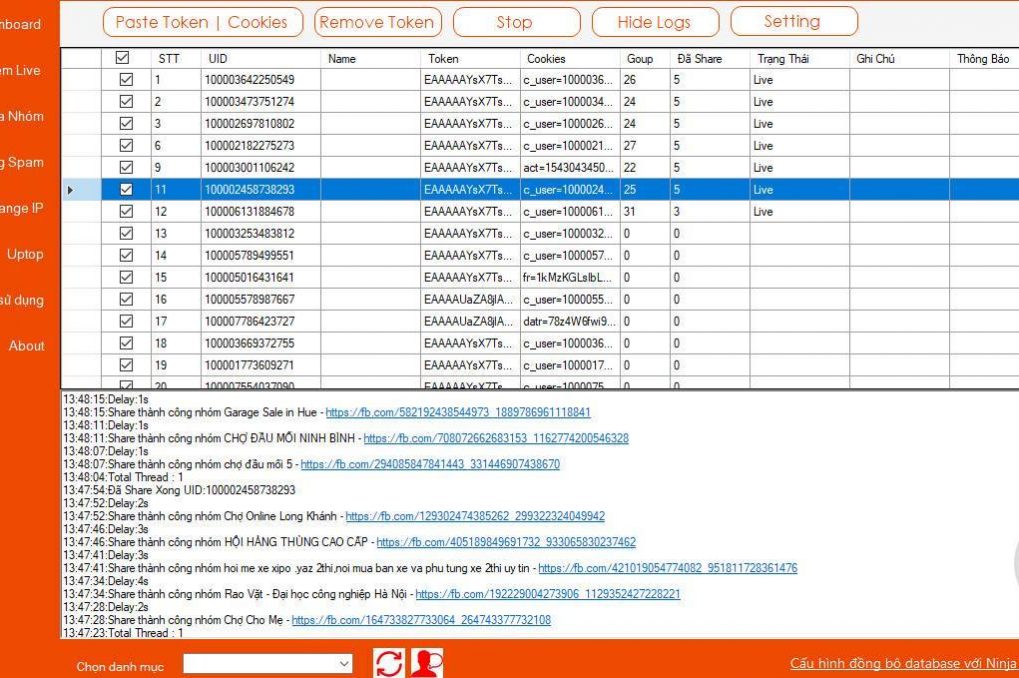 Paste Token | Cookies Remove Token Stop Hide Logs Setting
nboard
em Live
a Nhóm
g Spam
ange IP
Uptop
sử dụng
About
STT UID Name Token Cookies Goup Đã Share Trạng Thái Ghi Chú Thông Báo
1 100003642250549 EAAAAAYsX7Ts... c_user=1000036... 26 5 Live
2 100003473751274 EAAAAAYsX7Ts... c_user=1000034... 24 5 Live
3 100002697810802 EAAAAAYsX7Ts... c_user=1000026... 24 5 Live
6 100002182275273 EAAAAAYsX7Ts... c_user=1000021... 27 5 Live
9 100003001106242 EAAAAAYsX7Ts... act=1543043450... 22 5 Live
11 100002458738293 EAAAAAYsX7Ts... c_user=1000024... 25 5 Live
12 100006131884678 EAAAAAYsX7Ts... c_user=1000061... 31 3 Live
13 100003253483812 EAAAAAYsX7Ts... c_user=1000032... 0 0
14 100005789499551 EAAAAAYsX7Ts... c_user=1000057... 0 0
15 100005016431641 EAAAAAYsX7Ts... fr=1kMzKGLsIbL... 0 0
16 100005578987667 EAAAAUaZA8jIA... c_user=1000055... 0 0
17 100007786423727 EAAAAUaZA8jIA... datr=78z4W6fwi9... 0 0
18 100003669372755 EAAAAAYsX7Ts... c_user=1000036... 0 0
19 100001773609271 EAAAAAYsX7Ts... c_user=1000017... 0 0
20 100007554037090 EAAAAAYsX7Ts... c_user=1000075... 0 0
13:48:15:Delay:1s
13:48:15:Share thành công nhóm Garage Sale in Hue - https://fb.com/582192438544973_1889786961118841
13:48:11:Delay:1s
13:48:11:Share thành công nhóm CHỢ ĐẦU MỐI NINH BÌNH - https://fb.com/708072662683153_1162774200546328
13:48:07:Delay:1s
13:48:07:Share thành công nhóm chợ đầu mối 5 - https://fb.com/294085847841443_331446907438670
13:48:04:Total Thread : 1
13:47:54:Đã Share Xong UID:100002458738293
13:47:52:Delay:2s
13:47:52:Share thành công nhóm Chợ Online Long Khánh - https://fb.com/129302474385262_299322324049942
13:47:46:Delay:3s
13:47:46:Share thành công nhóm HỘI HÀNG THÙNG CAO CẤP - https://fb.com/405189849691732_933065830237462
13:47:41:Delay:3s
13:47:41:Share thành công nhóm hoi me xe xipo .yaz 2thi,noi mua ban xe va phu tung xe 2thi uy tin - https://fb.com/421019054774082_951811728361476
13:47:34:Delay:4s
13:47:34:Share thành công nhóm Rao Vặt - Đại học công nghiệp Hà Nội - https://fb.com/192229004273906_1129352427228221
13:47:28:Delay:2s
13:47:28:Share thành công nhóm Chợ Cho Mẹ - https://fb.com/164733827733064_264743377732108
13:47:23:Total Thread : 1
Chọn danh mục Cấu hình đồng bộ database với Ninja